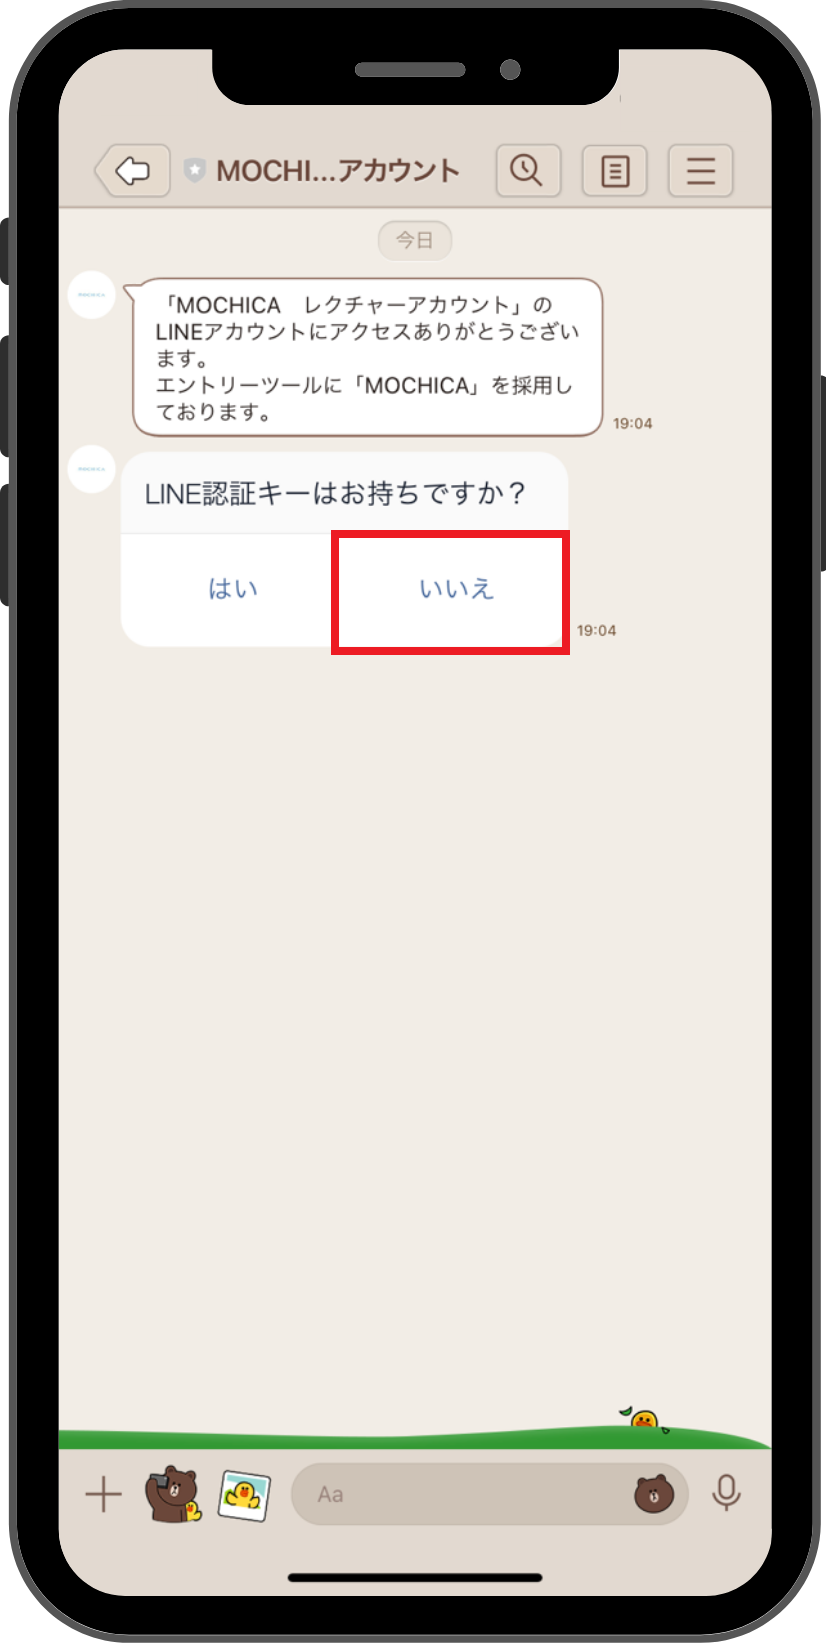 MOCHI...アカウント
今日
「MOCHICA　レクチャーアカウント」の
LINEアカウントにアクセスありがとうござい
ます。
エントリーツールに「MOCHICA」を採用し
ております。
19:04
LINE認証キーはお持ちですか？
はい
いいえ
19:04
Aa